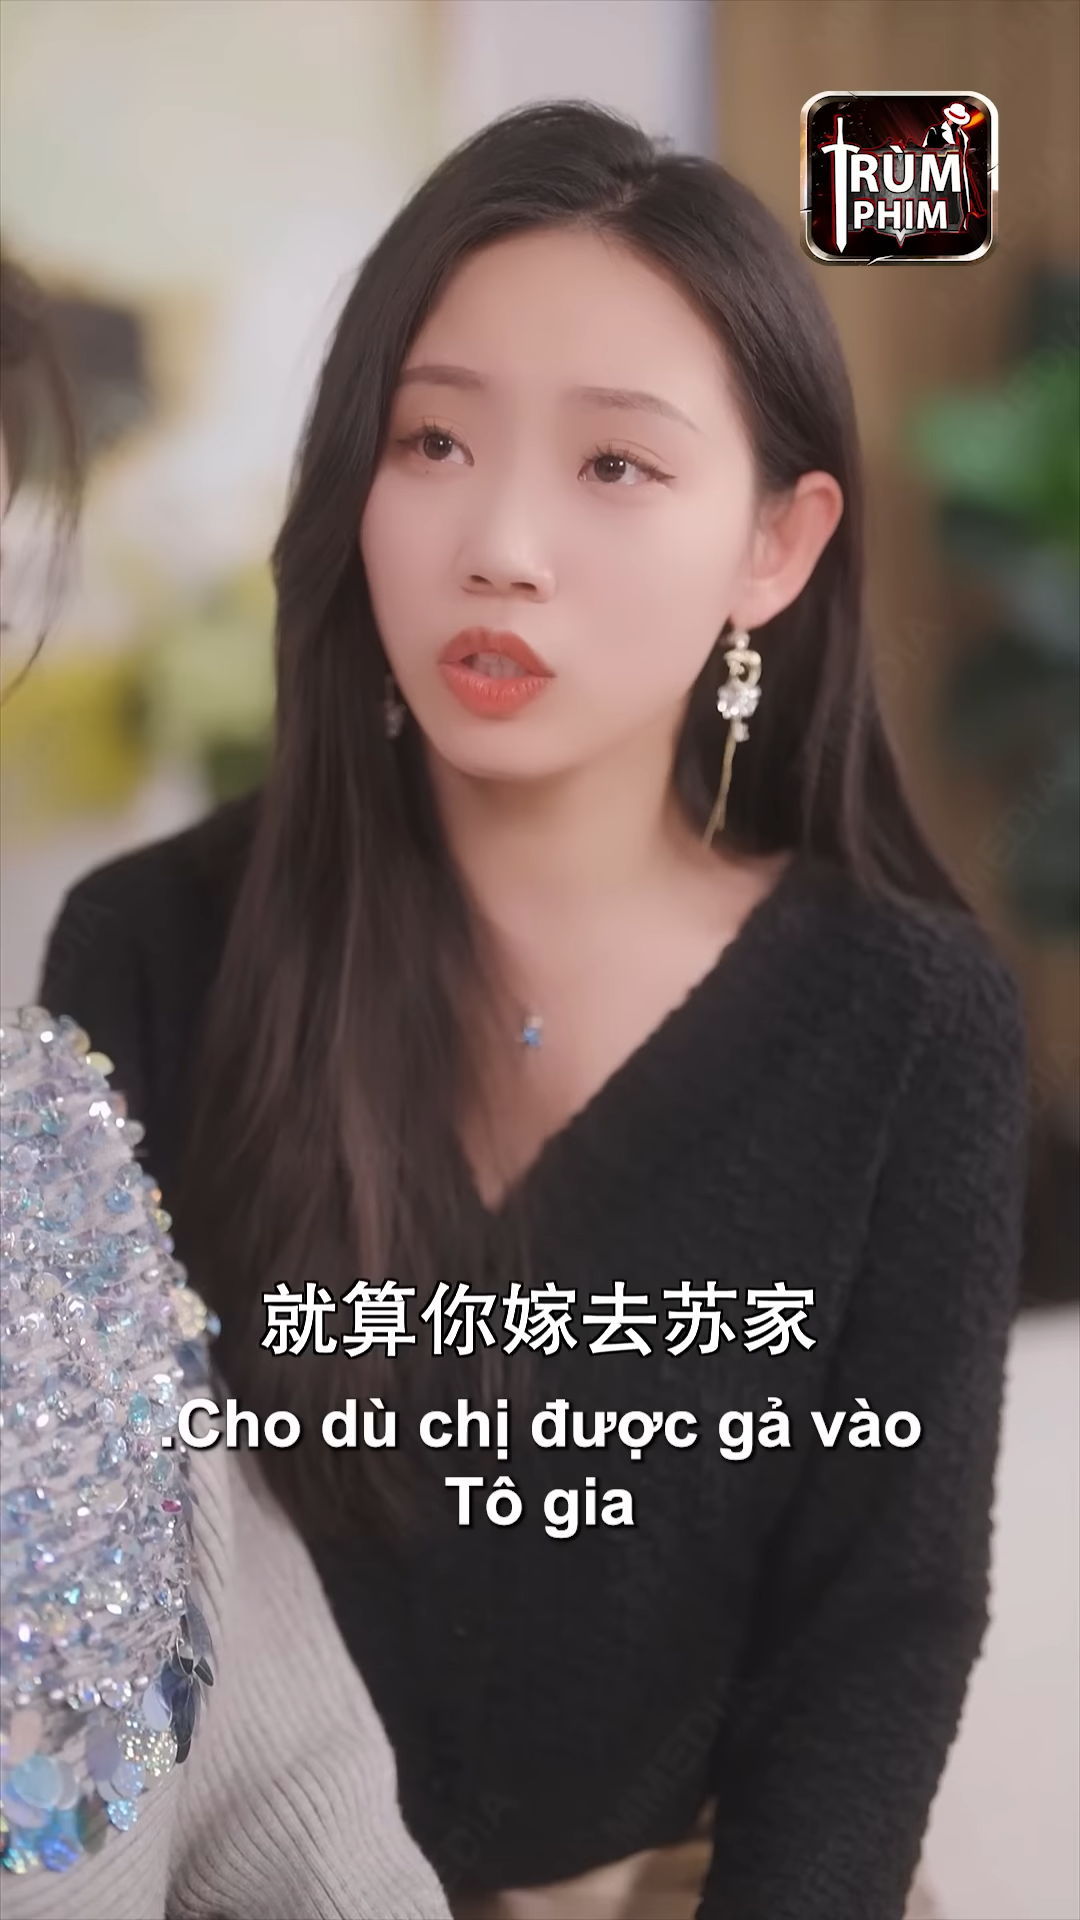 TRÙM
PHIM
就算你嫁去苏家
.Cho dù chị được gả vào
Tô gia